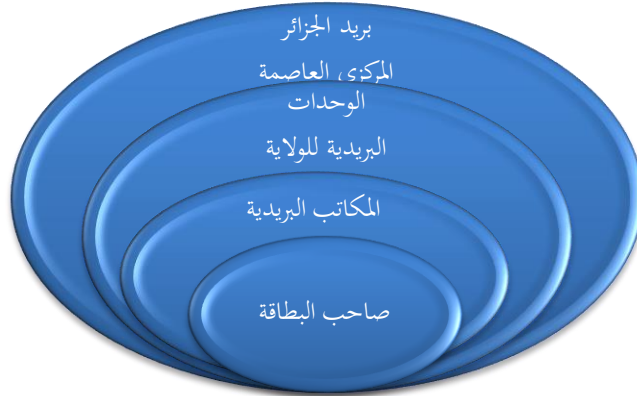 بريد الجزائر
المركزي العاصمة
الوحدات
البريدية للولاية
المكاتب البريدية
صاحب البطاقة